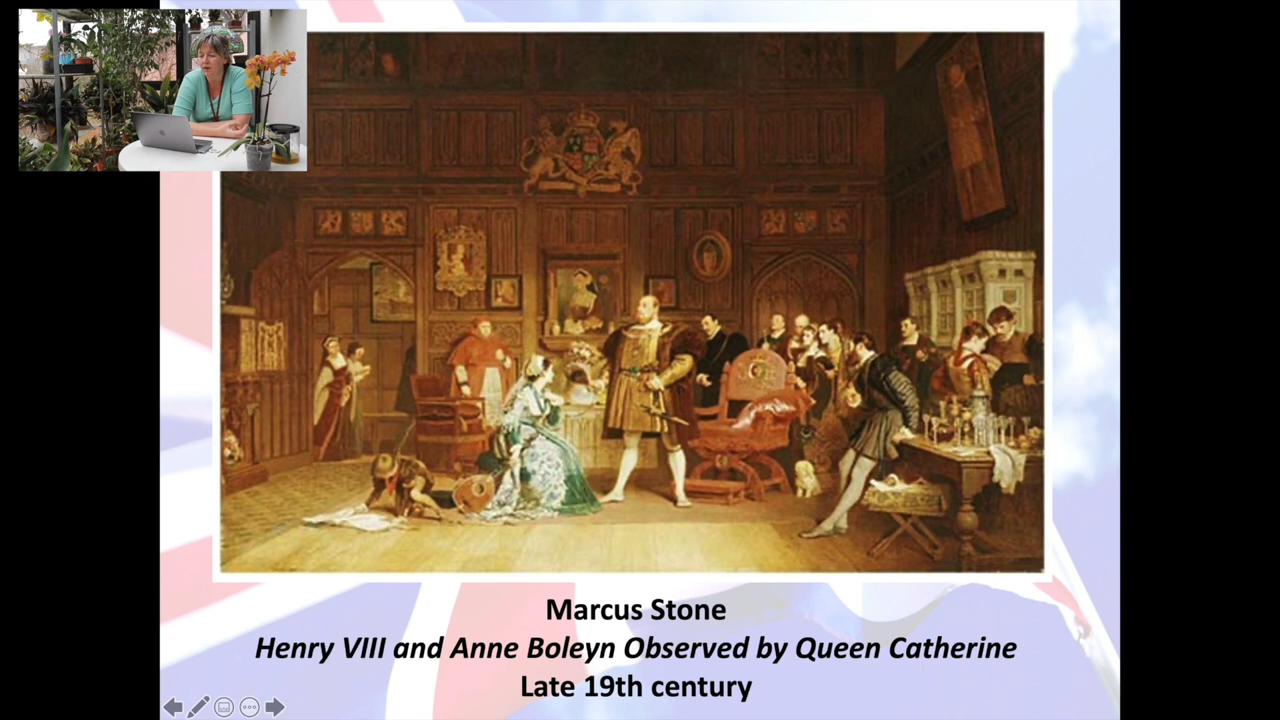 Marcus Stone
Henry VIII and Anne Boleyn Observed by Queen Catherine
Late 19th century